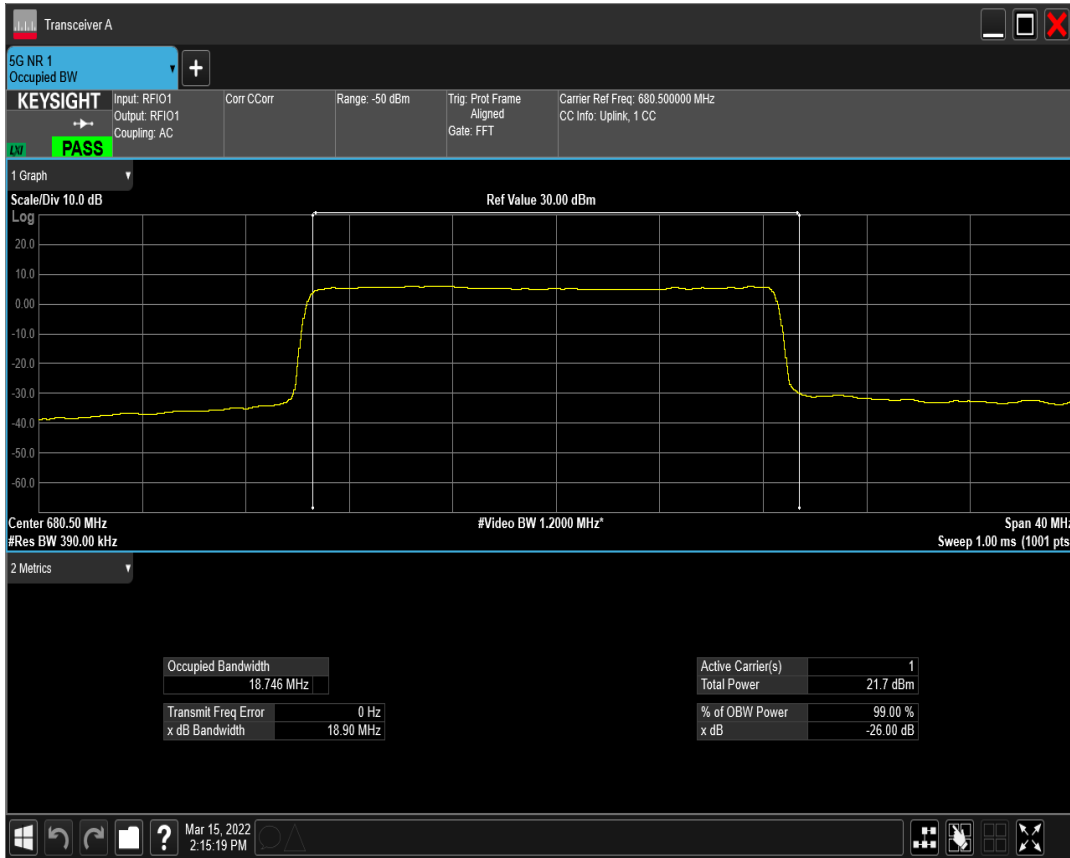 Transceiver A
5G NR 1
Occupied BW
KEYSIGHT
LXI
PASS
Input: RFIO1
Output: RFIO1
Coupling: AC
Corr CCorr
Range: -50 dBm
Trig: Prot Frame
Aligned
Gate: FFT
Carrier Ref Freq: 680.500000 MHz
CC Info: Uplink, 1 CC
1 Graph
Scale/Div 10.0 dB
Ref Value 30.00 dBm
Log
20.0
10.0
0.00
-10.0
-20.0
-30.0
-40.0
-50.0
-60.0
Center 680.50 MHz
#Video BW 1.2000 MHz*
Span 40 MHz
#Res BW 390.00 kHz
Sweep 1.00 ms (1001 pts
2 Metrics
Occupied Bandwidth
18.746 MHz
Transmit Freq Error 0 Hz
x dB Bandwidth 18.90 MHz
Active Carrier(s) 1
Total Power 21.7 dBm
% of OBW Power 99.00 %
x dB -26.00 dB
Mar 15, 2022
2:15:19 PM